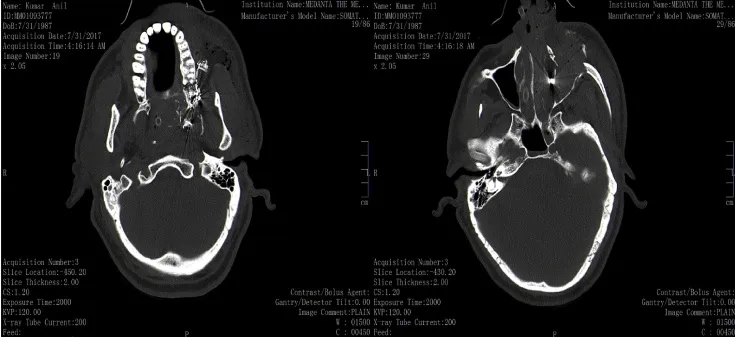 Name: Kumar  Anil
ID:MM01093777
DoB:7/31/1987
Acquisition Date:7/31/2017
Acquisition Time:4:16:14 AM
Image Number:19
x 2.05
A
Institution Name:MEDANTA THE ME...
Manufacturer's Model Name:SOMAT...
19/86
R
cm
Acquisition Number:3
Slice Location:-450.20
Slice Thickness:2.00
CS:1.20
Exposure Time:2000
KVP:120.00
X-ray Tube Current:200
Feed:
P
Contrast/Bolus Agent:
Gantry/Detector Tilt:0.00
Image Comment:PLAIN
W : 01500
C : 00450
Name: Kumar  Anil
ID:MM01093777
DoB:7/31/1987
Acquisition Date:7/31/2017
Acquisition Time:4:16:18 AM
Image Number:29
x 2.05
A
Institution Name:MEDANTA THE ME...
Manufacturer's Model Name:SOMAT...
29/86
R
L
cm
Acquisition Number:3
Slice Location:-430.20
Slice Thickness:2.00
CS:1.20
Exposure Time:2000
KVP:120.00
X-ray Tube Current:200
Feed:
P
Contrast/Bolus Agent:
Gantry/Detector Tilt:0.00
Image Comment:PLAIN
W : 01500
C : 00450